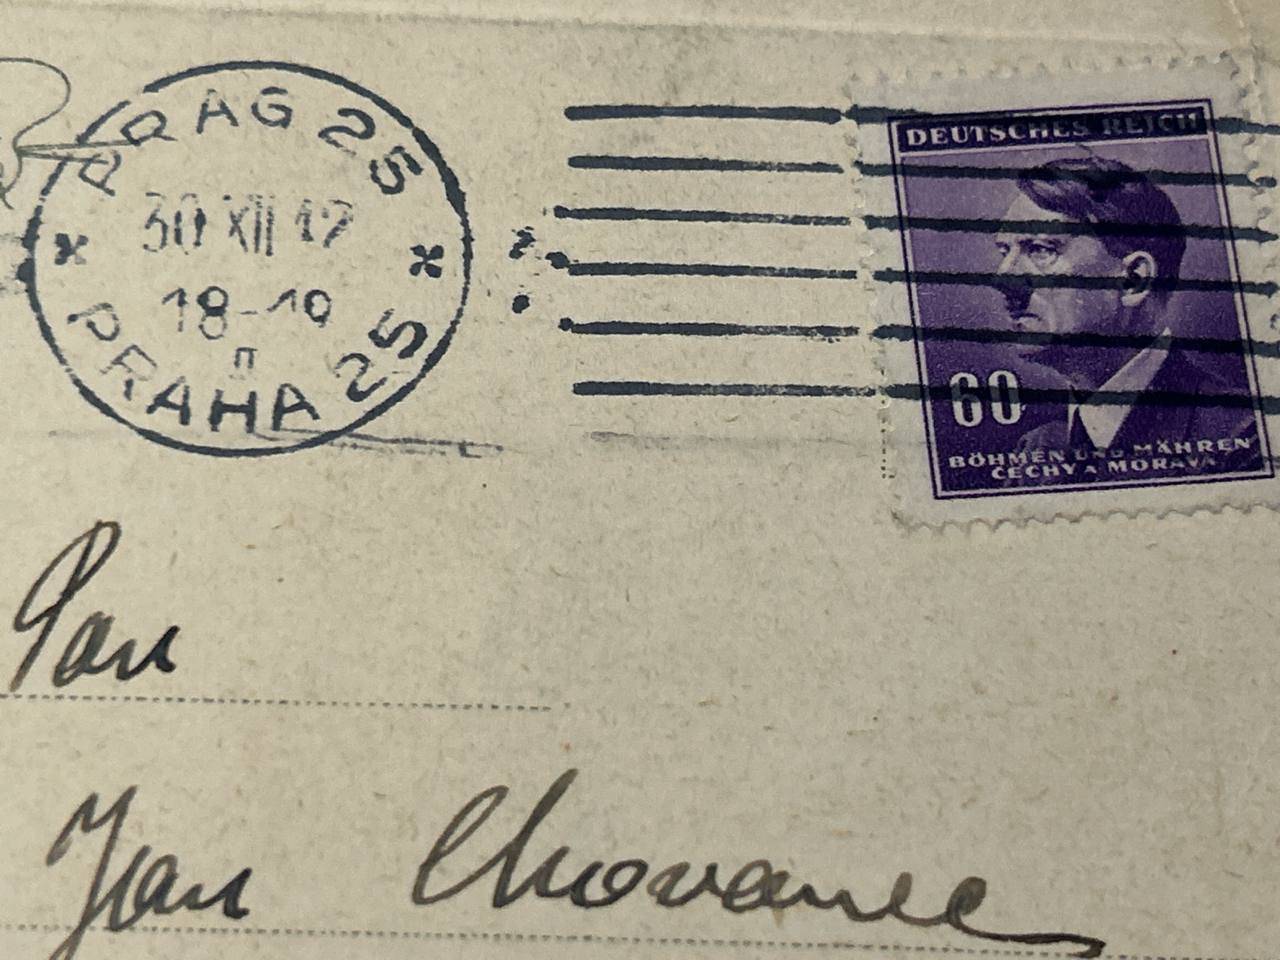 PRAG 25
30 XII 42
18-19
π
PRAHA 25
DEUTSCHES REICH
60
BÖHMEN UND MÄHREN
ČECHY A MORAVA
Pan
Jan Chovanec